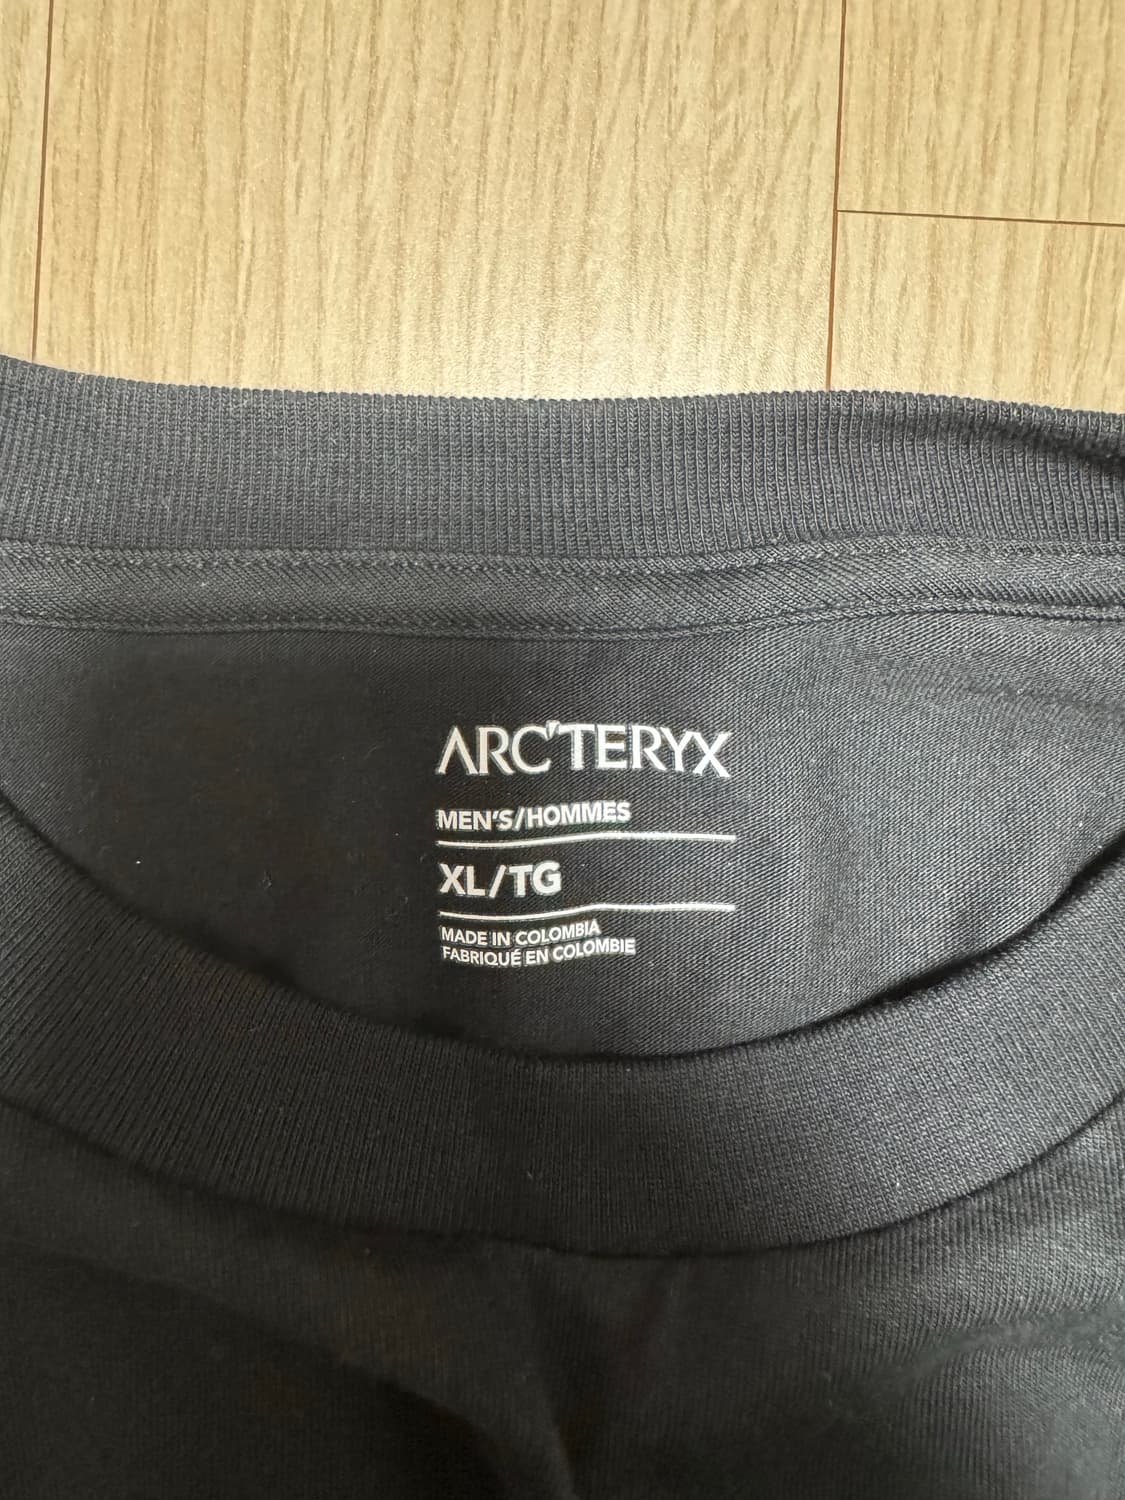 ARC'TERYX
MEN'S/HOMMES
XL/TG
MADE IN COLOMBIA
FABRIQUÉ EN COLOMBIE